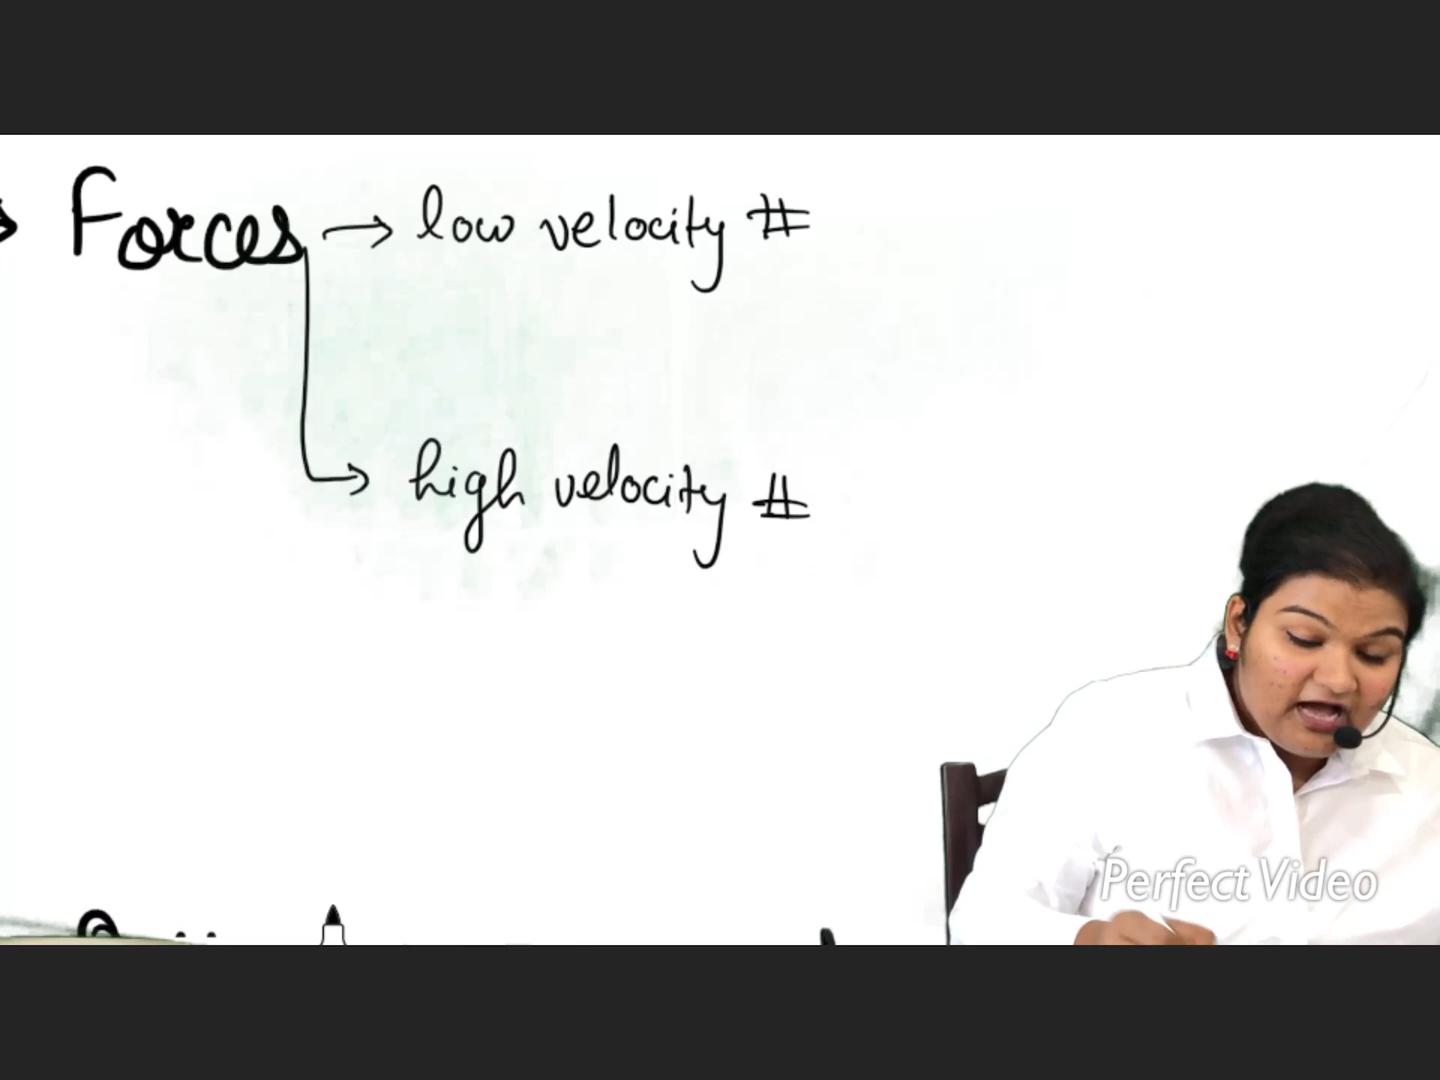 Forces → low velocity #
→ high velocity #
Perfect Video